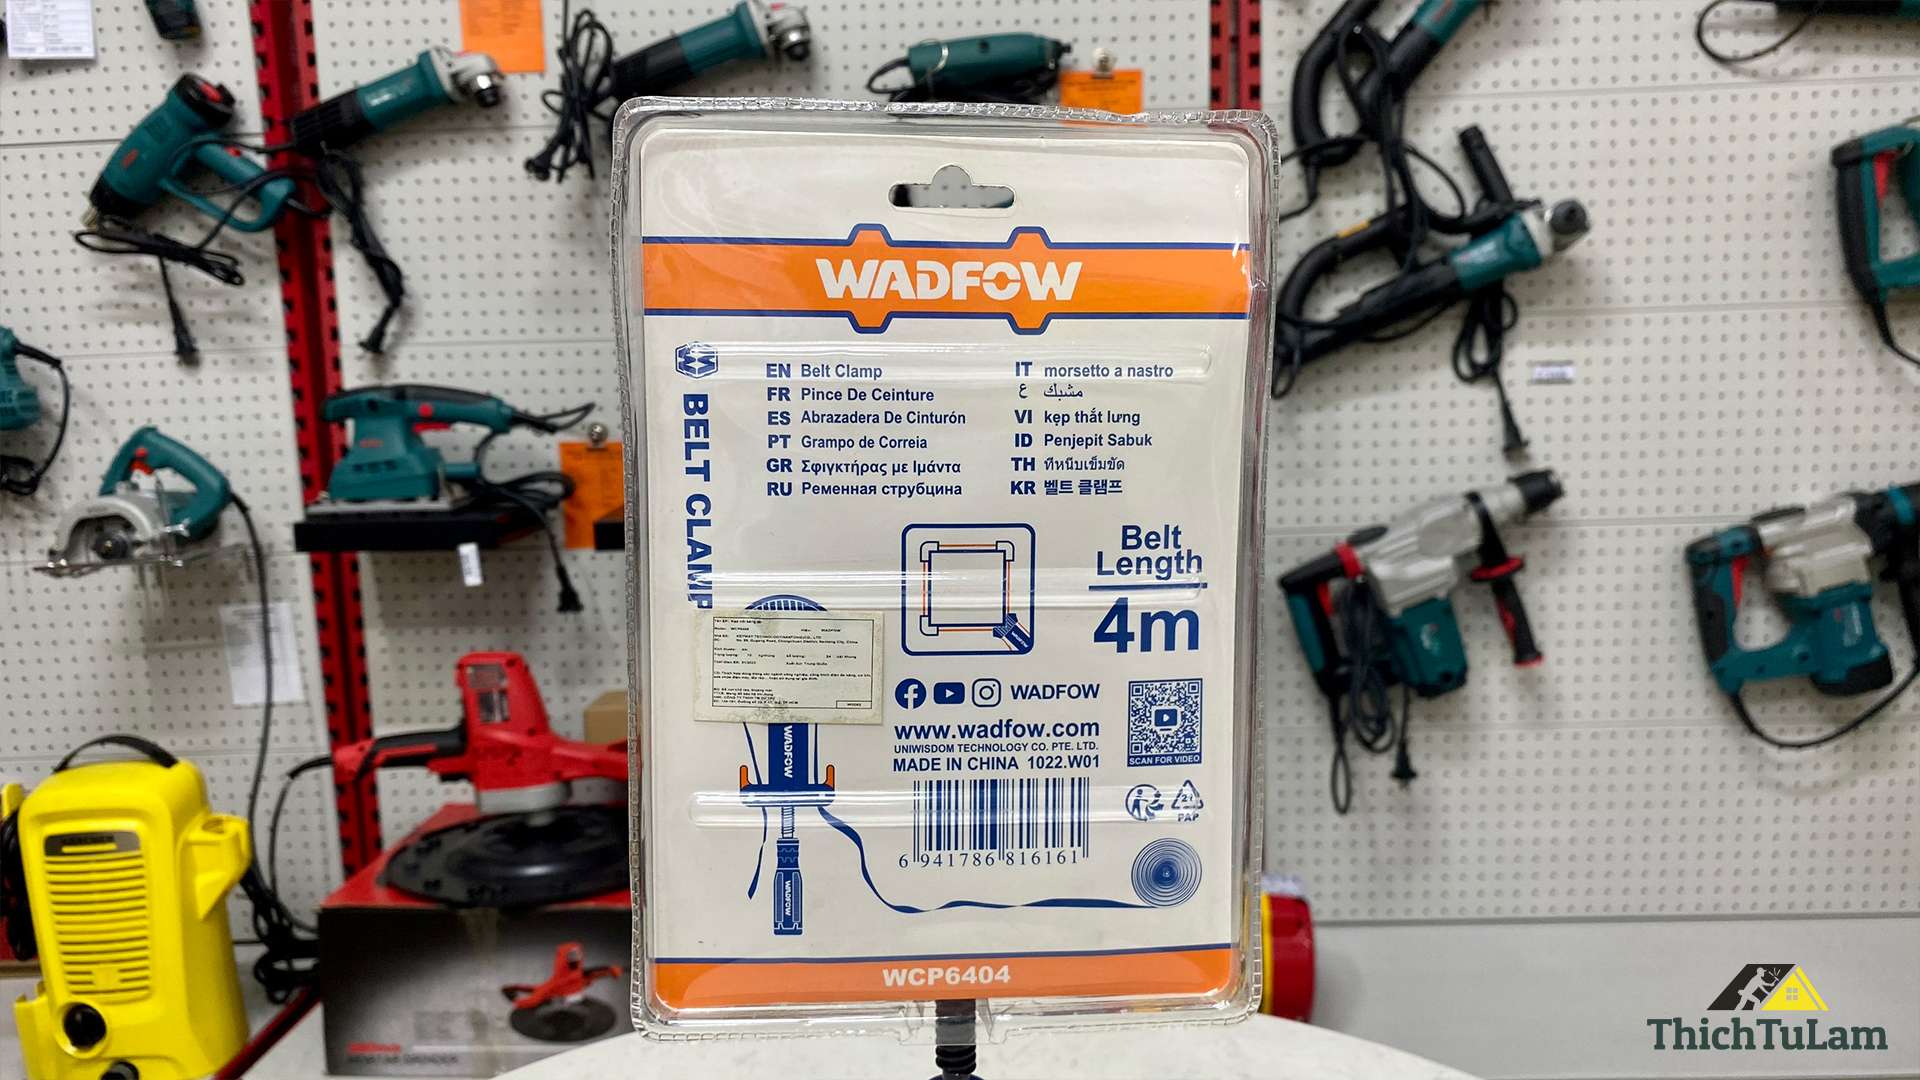 WADFOW
BELT CLAMP
EN Belt Clamp
FR Pince De Ceinture
ES Abrazadera De Cinturón
PT Grampo de Correia
GR Σφιγκτήρας με Ιμάντα
RU Ременная струбцина
IT morsetto a nastro
ع مشبك
VI kẹp thắt lưng
ID Penjepit Sabuk
TH ที่หนีบเข็มขัด
KR 벨트 클램프
Belt
Length
4m
WADFOW
www.wadfow.com
UNIWISDOM TECHNOLOGY CO. PTE. LTD.
MADE IN CHINA 1022.W01
SCAN FOR VIDEO
PAP
6 941786 816161
WADFOW
WADFOW
WCP6404
ThichTuLam